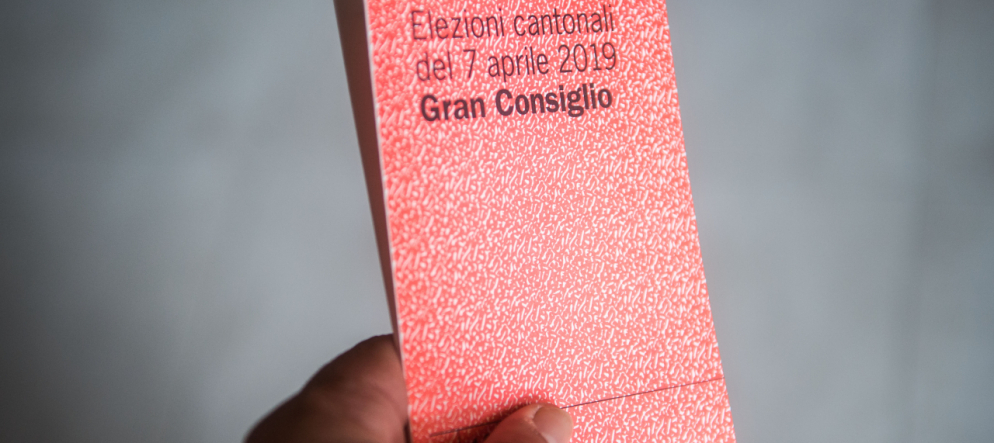 Elezioni cantonali
del 7 aprile 2019
Gran Consiglio